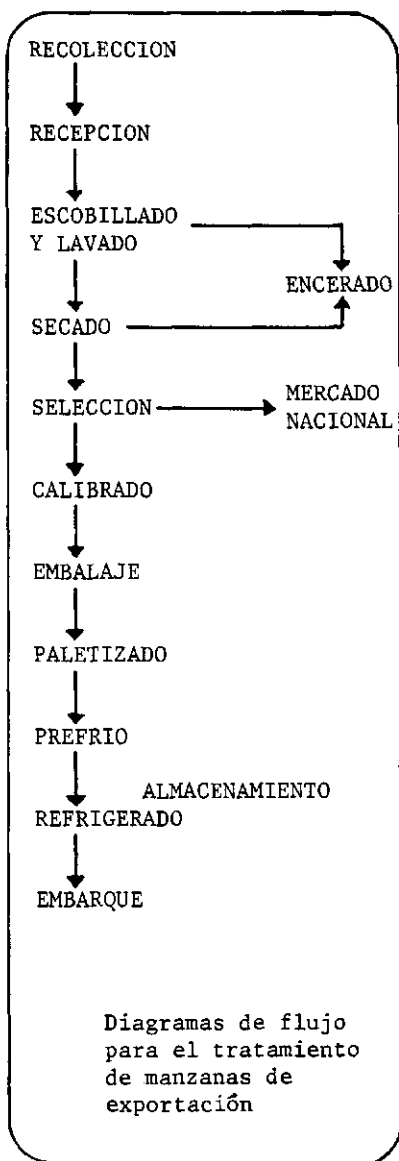 RECOLECCION
RECEPCION
ESCOBILLADO
Y LAVADO
ENCERADO
SECADO
SELECCION
MERCADO
NACIONAL
CALIBRADO
EMBALAJE
PALETIZADO
PREFRIO
ALMACENAMIENTO
REFRIGERADO
EMBARQUE
Diagramas de flujo
para el tratamiento
de manzanas de
exportación